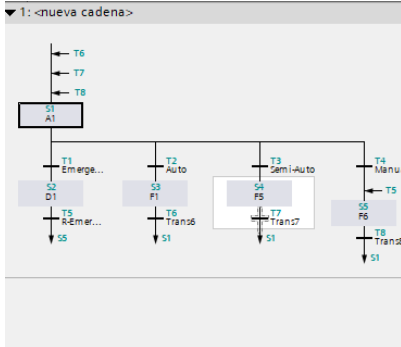 1: <nueva cadena>
T6
T7
T8
S1
A1
T1
Emerge...
T2
Auto
T3
Semi-Auto
T4
Manu
S2
D1
S3
F1
S4
F5
T5
S5
F6
T5
R-Emer...
T6
Trans6
T7
Trans7
T8
Trans8
S5
S1
S1
S1